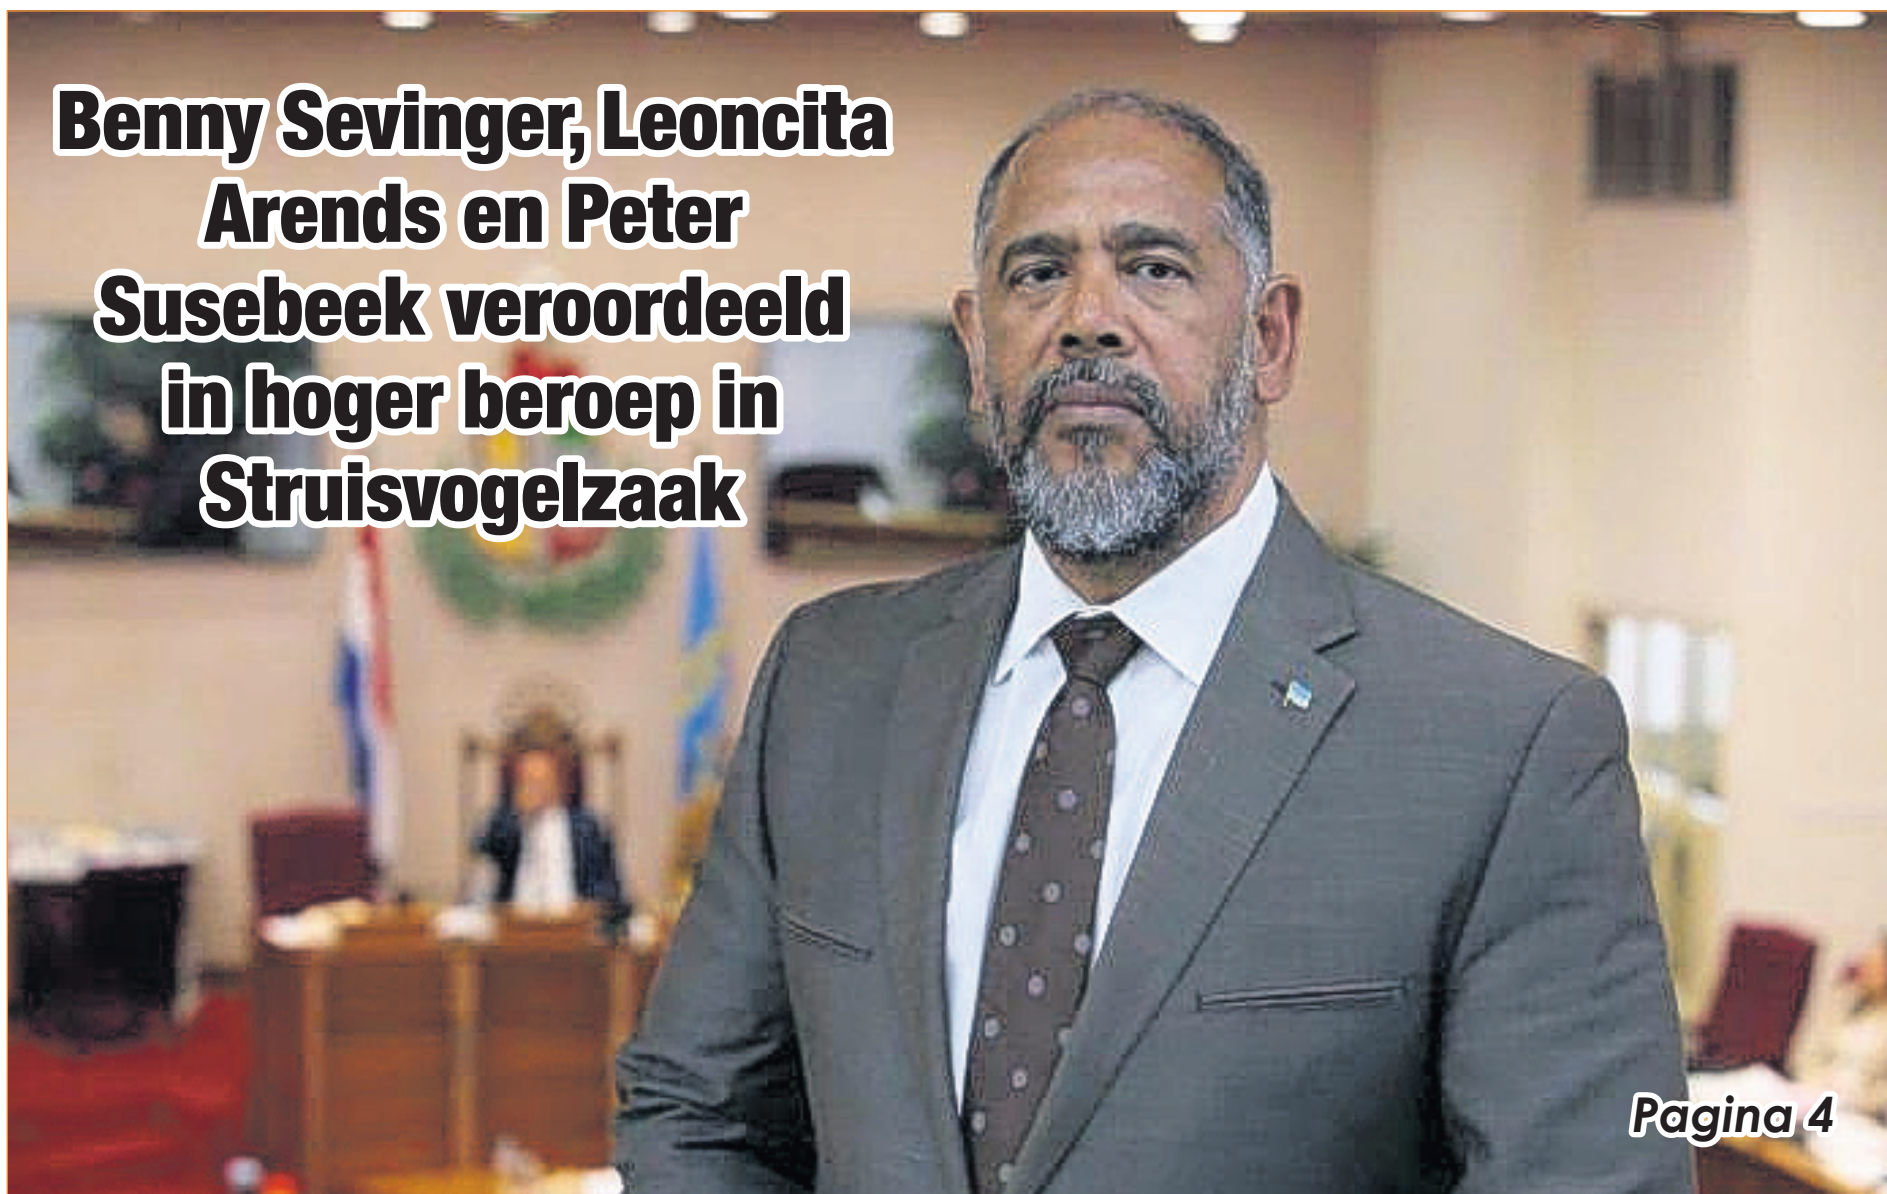 Benny Sevinger, Leoncita
Arends en Peter
Susebeek veroordeeld
in hoger beroep in
Struisvogelzaak
Pagina 4